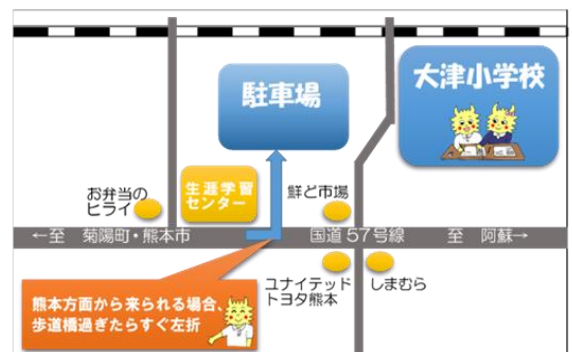 大津小学校
駐車場
生涯学習
センター
お弁当の
ヒライ
鮮ど市場
←至 菊陽町・熊本市
国道57号線
至 阿蘇→
ユナイテッド
トヨタ熊本
しまむら
熊本方面から来られる場合、
歩道橋過ぎたらすぐ左折